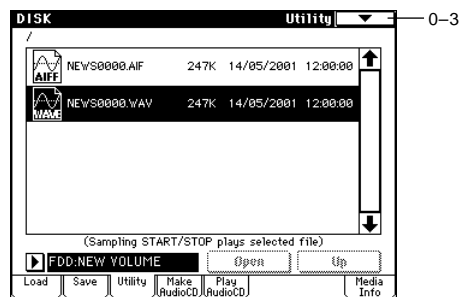 DISK Utility 0–3
/
AIFF NEWS0000.AIF 247K 14/05/2001 12:00:00
WAVE NEWS0000.WAV 247K 14/05/2001 12:00:00
(Sampling START/STOP plays selected file)
FDD:NEW VOLUME Open Up
Load Save Utility Make AudioCD Play AudioCD Media Info